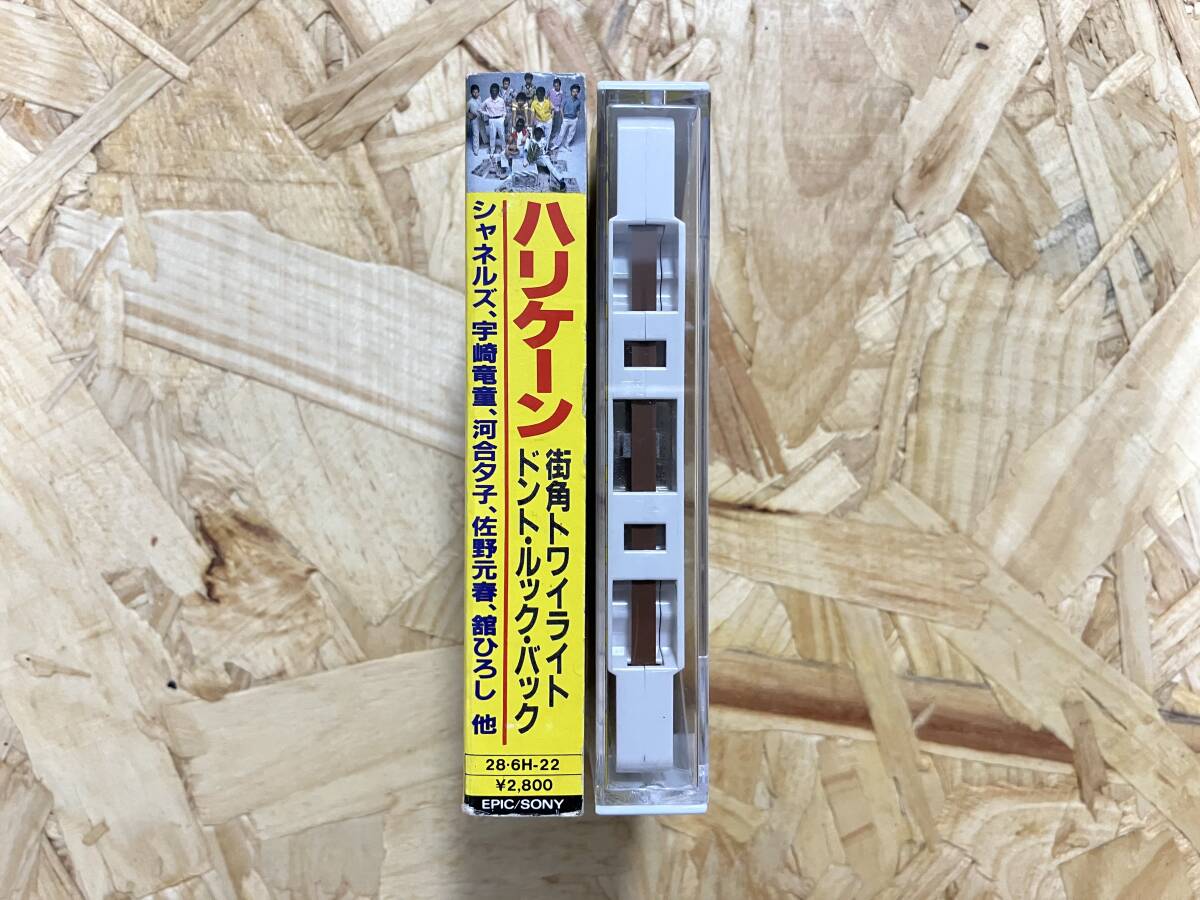 ハリケーン
街角トワイライト
ドント・ルック・バック
シャネルズ、宇崎竜童、河合夕子、佐野元春、舘ひろし 他
28・6H-22
¥2,800
EPIC/SONY